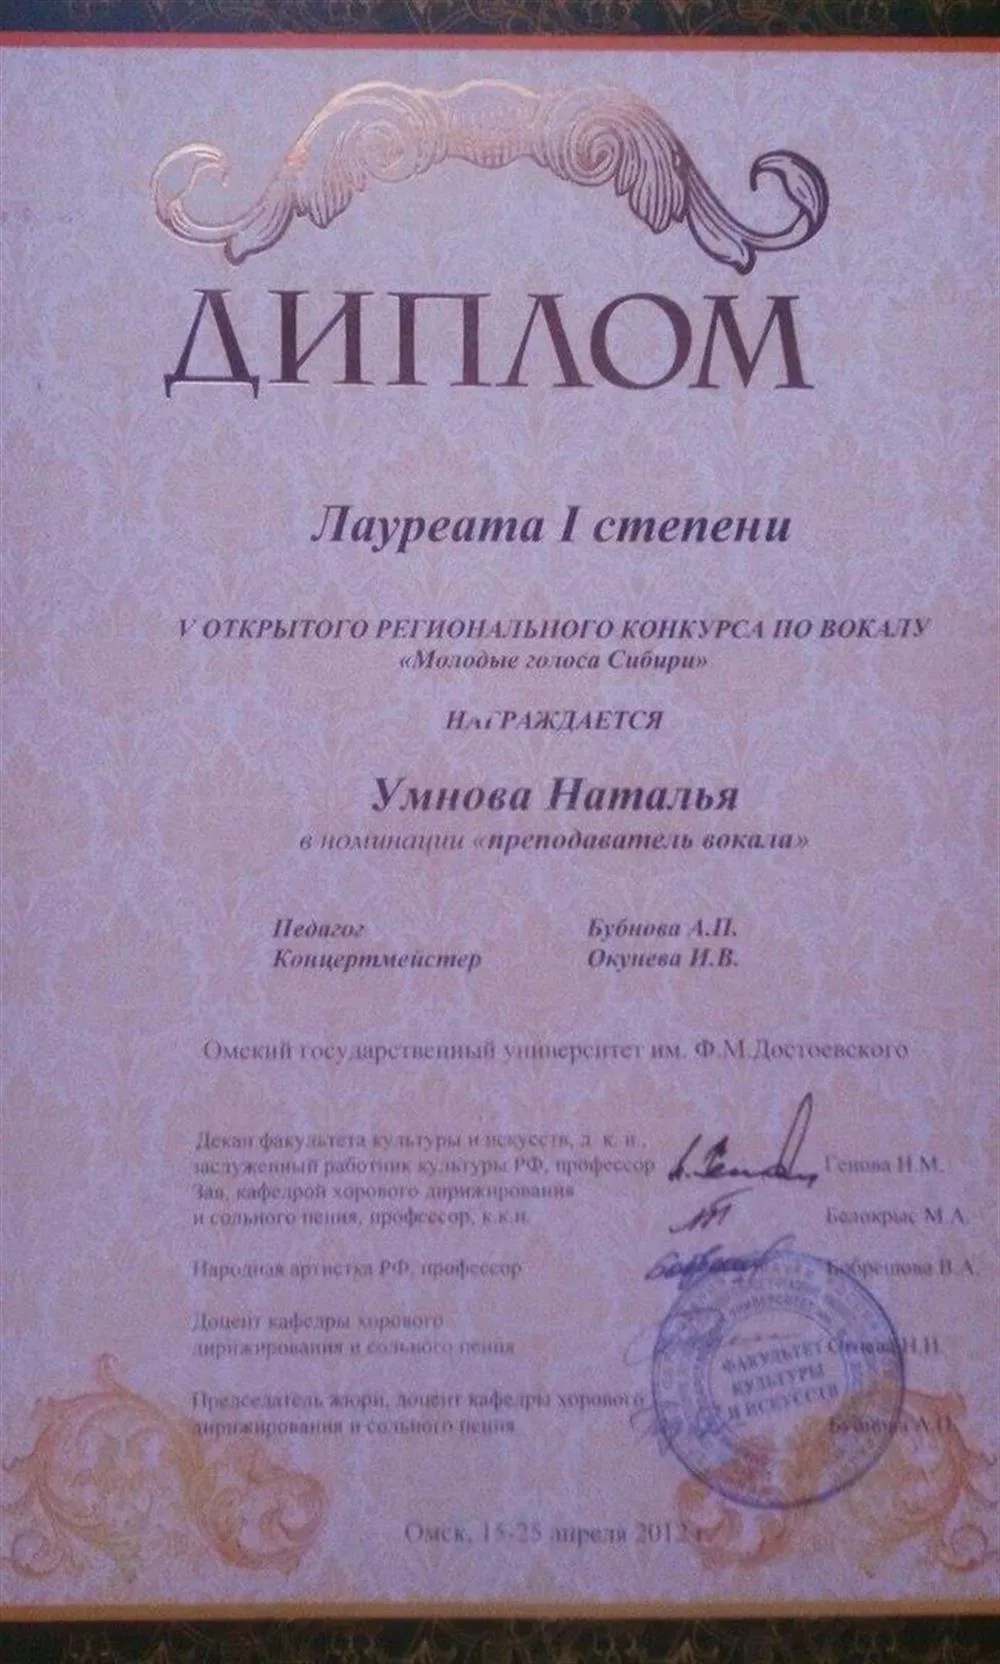 ДИПЛОМ
Лауреата I степени
V ОТКРЫТОГО РЕГИОНАЛЬНОГО КОНКУРСА ПО ВОКАЛУ
«Молодые голоса Сибири»
НАГРАЖДАЕТСЯ
Умнова Наталья
в номинации «преподаватель вокала»
Педагог Бубнова А.П.
Концертмейстер Окунева И.В.
Омский государственный университет им. Ф.М.Достоевского
Декан факультета культуры и искусств, д. к. н.,
заслуженный работник культуры РФ, профессор Генова Н.М.
Зав. кафедрой хорового дирижирования
и сольного пения, профессор, к.к.н. Белокрыс М.А.
Народная артистка РФ, профессор Бобрешова В.А.
Доцент кафедры хорового
дирижирования и сольного пения Н.Н.
Председатель жюри, доцент кафедры хорового
дирижирования и сольного пения Бубнова А.П.
УНИВЕРСИТЕТ
ФАКУЛЬТЕТ
КУЛЬТУРЫ
И ИСКУССТВ
Омск, 15-25 апреля 2012 г.